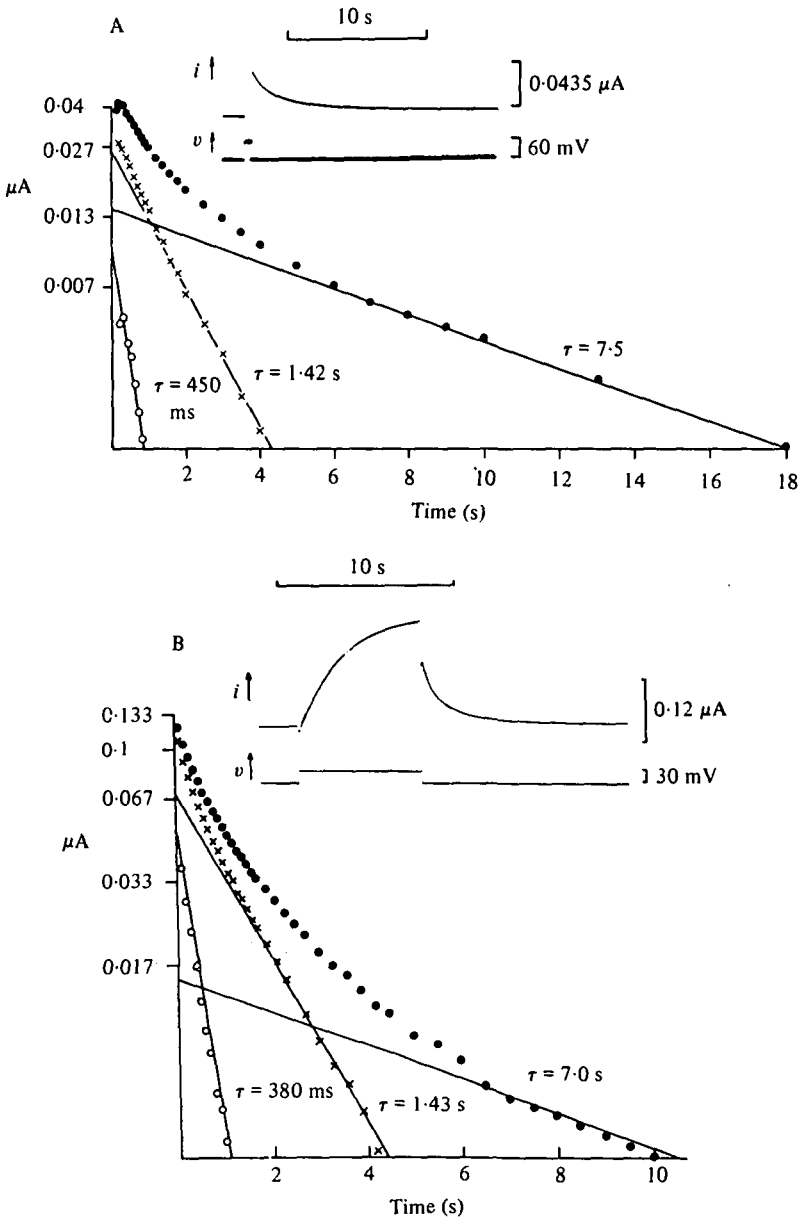 A
10 s
i
0·0435 μA
v
60 mV
0·04
0·027
μA
0·013
0·007
τ = 7·5
τ = 1·42 s
τ = 450
ms
2
4
6
8
10
12
14
16
18
Time (s)
10 s
B
i
0·12 μA
v
30 mV
0·133
0·1
0·067
μA
0·033
0·017
τ = 7·0 s
τ = 380 ms
τ = 1·43 s
2
4
6
8
10
Time (s)